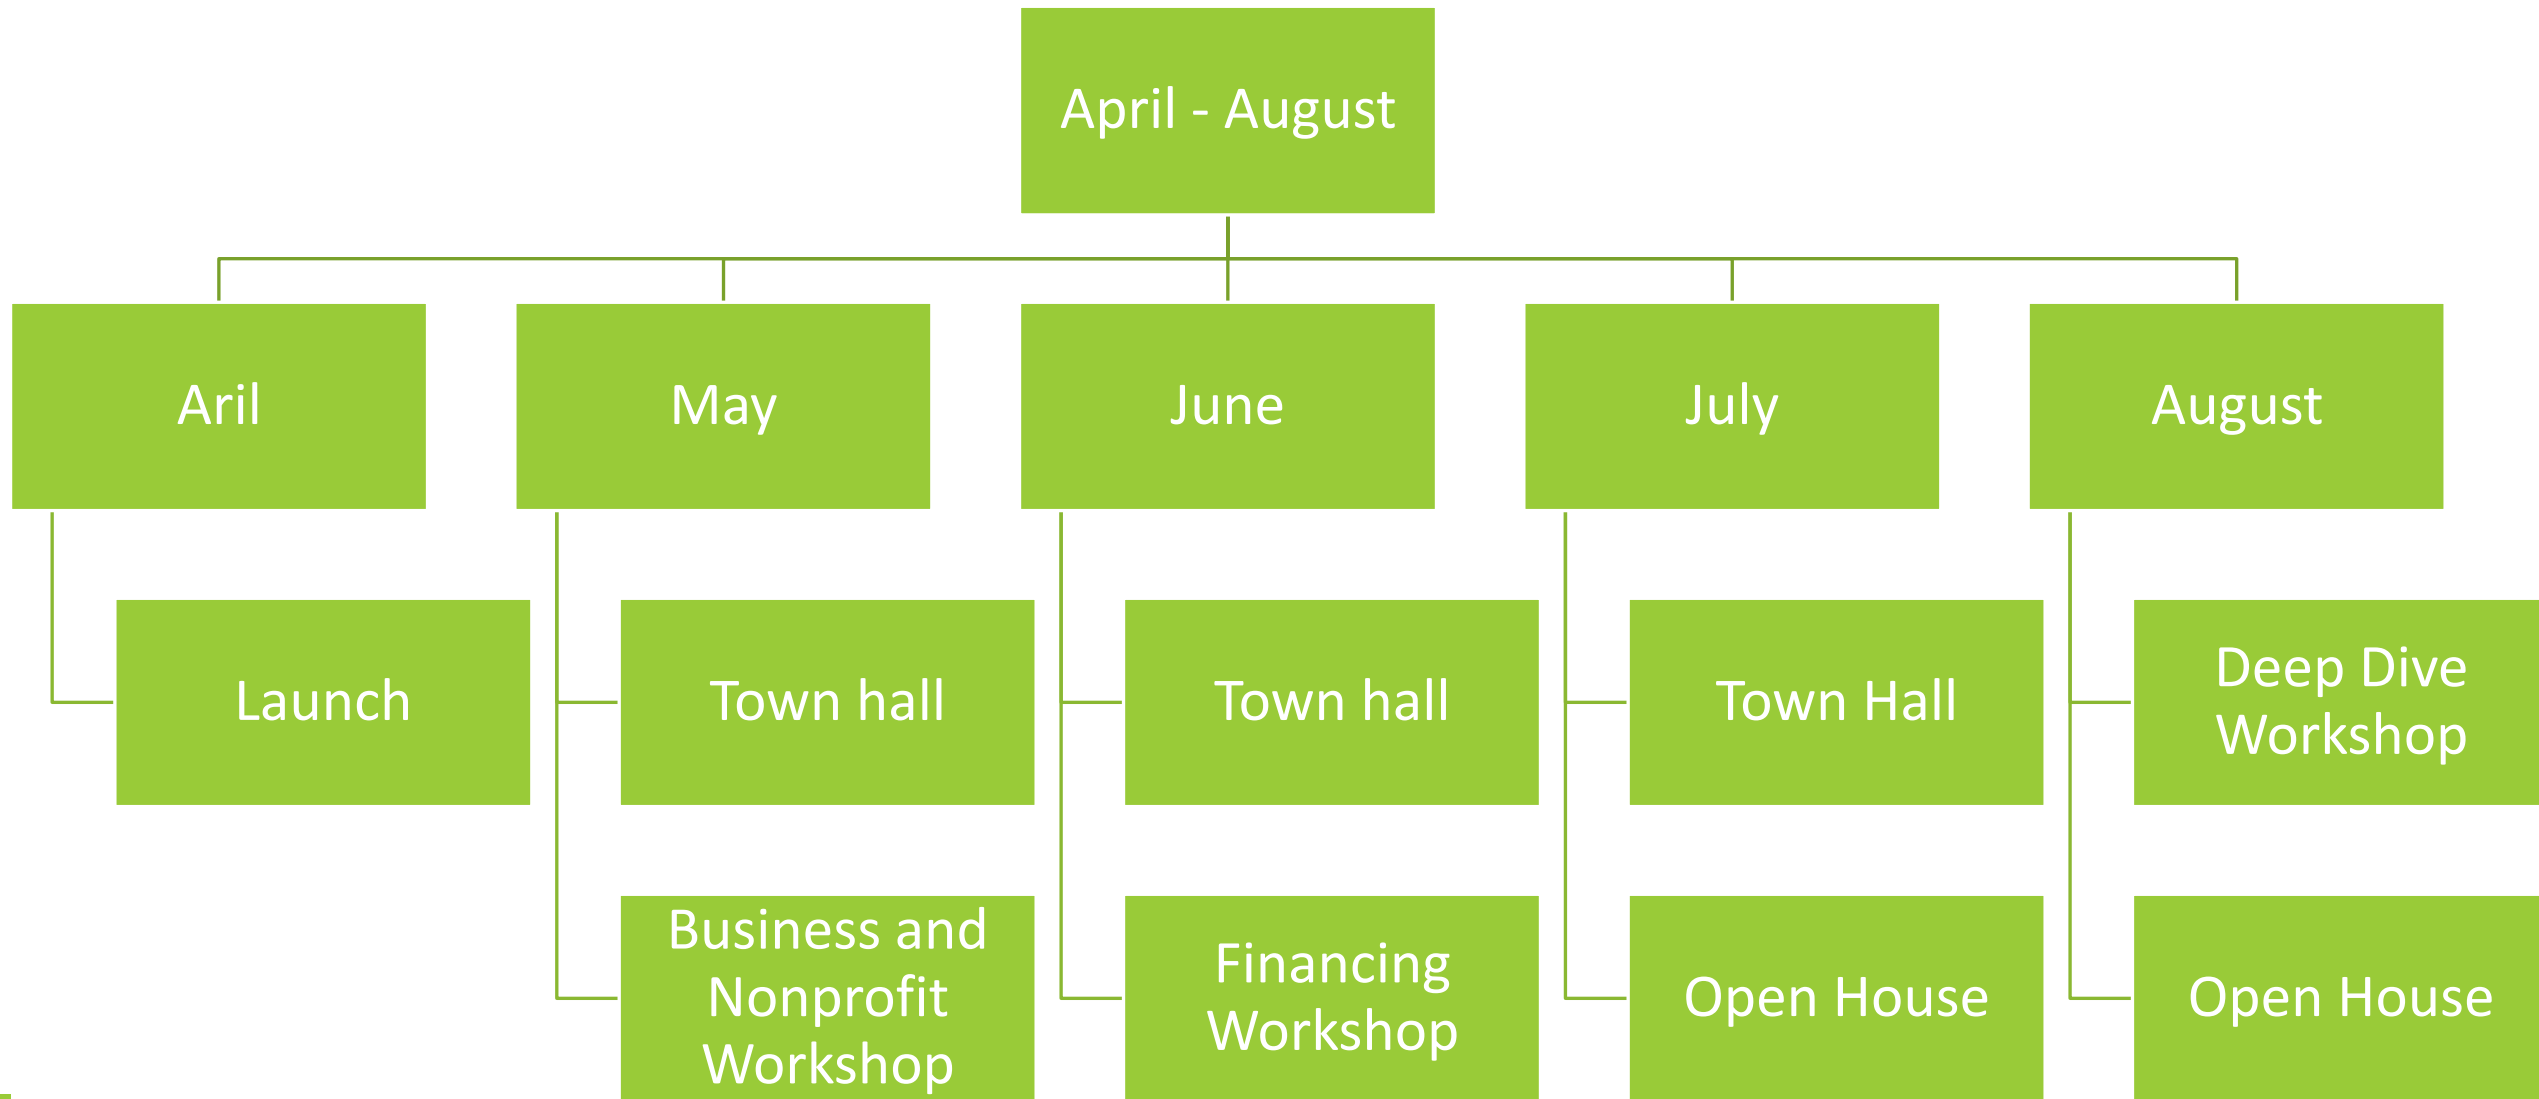 April - August
Aril
May
June
July
August
Launch
Town hall
Town hall
Town Hall
Deep Dive
Workshop
Business and
Nonprofit
Workshop
Financing
Workshop
Open House
Open House